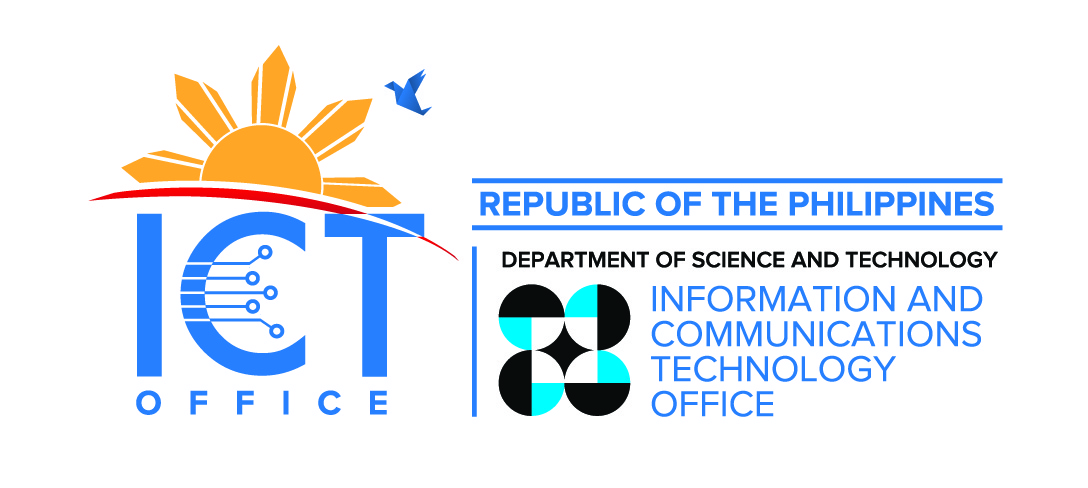 ICT
OFFICE
REPUBLIC OF THE PHILIPPINES
DEPARTMENT OF SCIENCE AND TECHNOLOGY
INFORMATION AND
COMMUNICATIONS
TECHNOLOGY
OFFICE